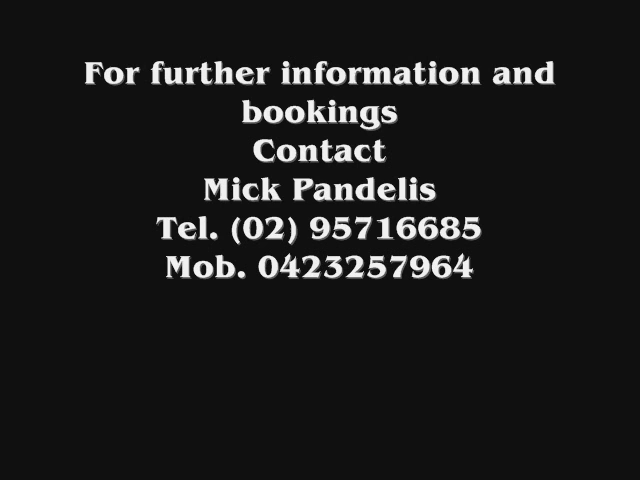 For further information and
bookings
Contact
Mick Pandelis
Tel. (02) 95716685
Mob. 0423257964